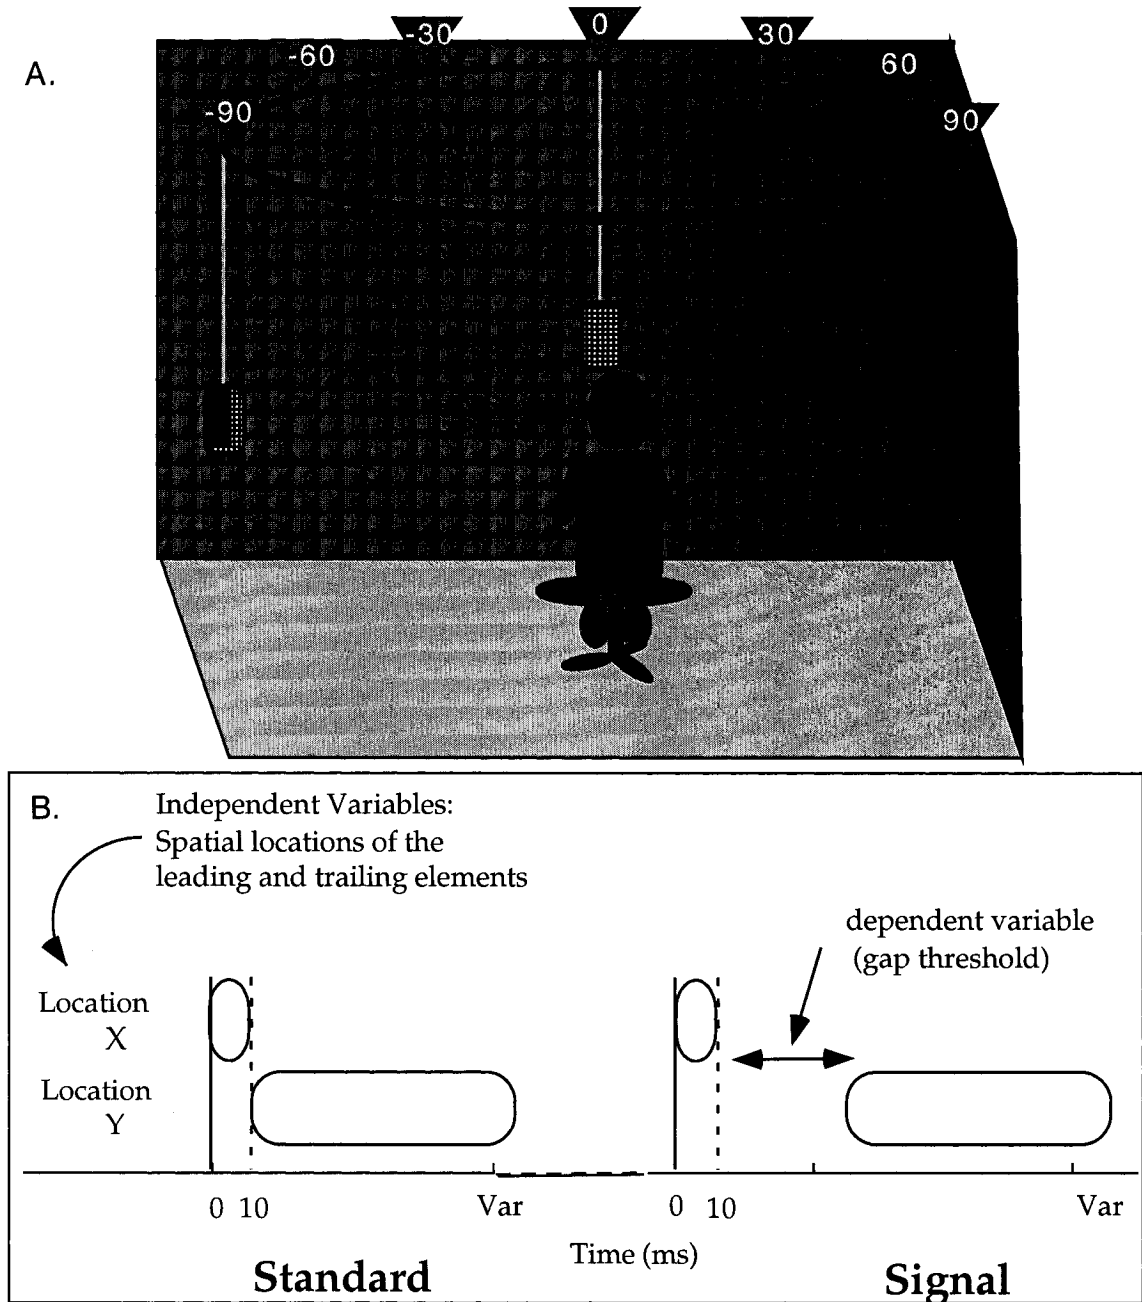 A.
-90
-60
-30
0
30
60
90
B.
Independent Variables:
Spatial locations of the
leading and trailing elements
dependent variable
(gap threshold)
Location
X
Location
Y
0 10 Var
0 10 Var
Time (ms)
Standard
Signal